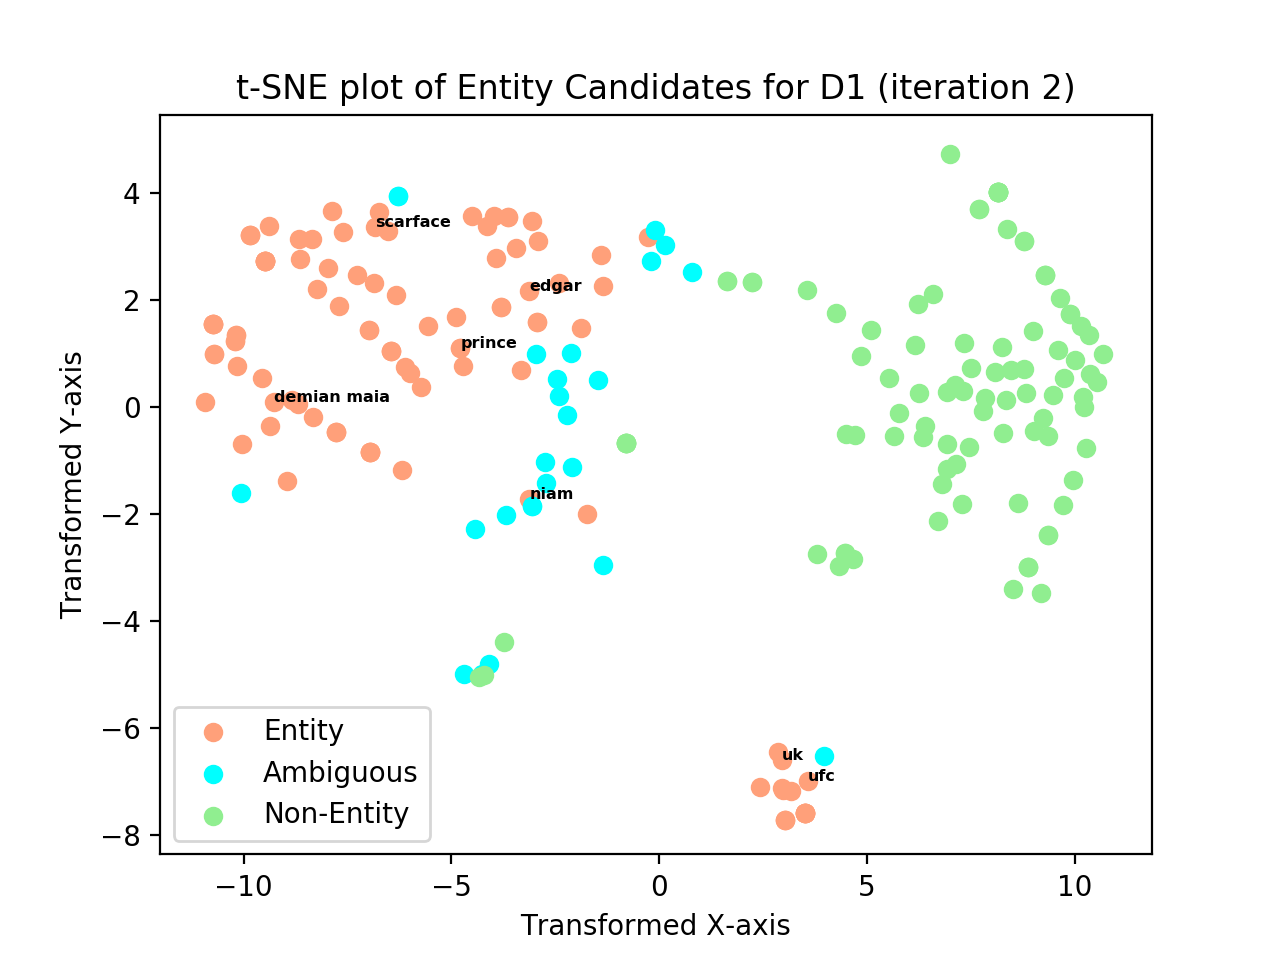 t-SNE plot of Entity Candidates for D1 (iteration 2)
Transformed Y-axis
4
2
0
−2
−4
−6
−8
scarface
edgar
prince
demian maia
niam
uk
ufc
Entity
Ambiguous
Non-Entity
−10
−5
0
5
10
Transformed X-axis